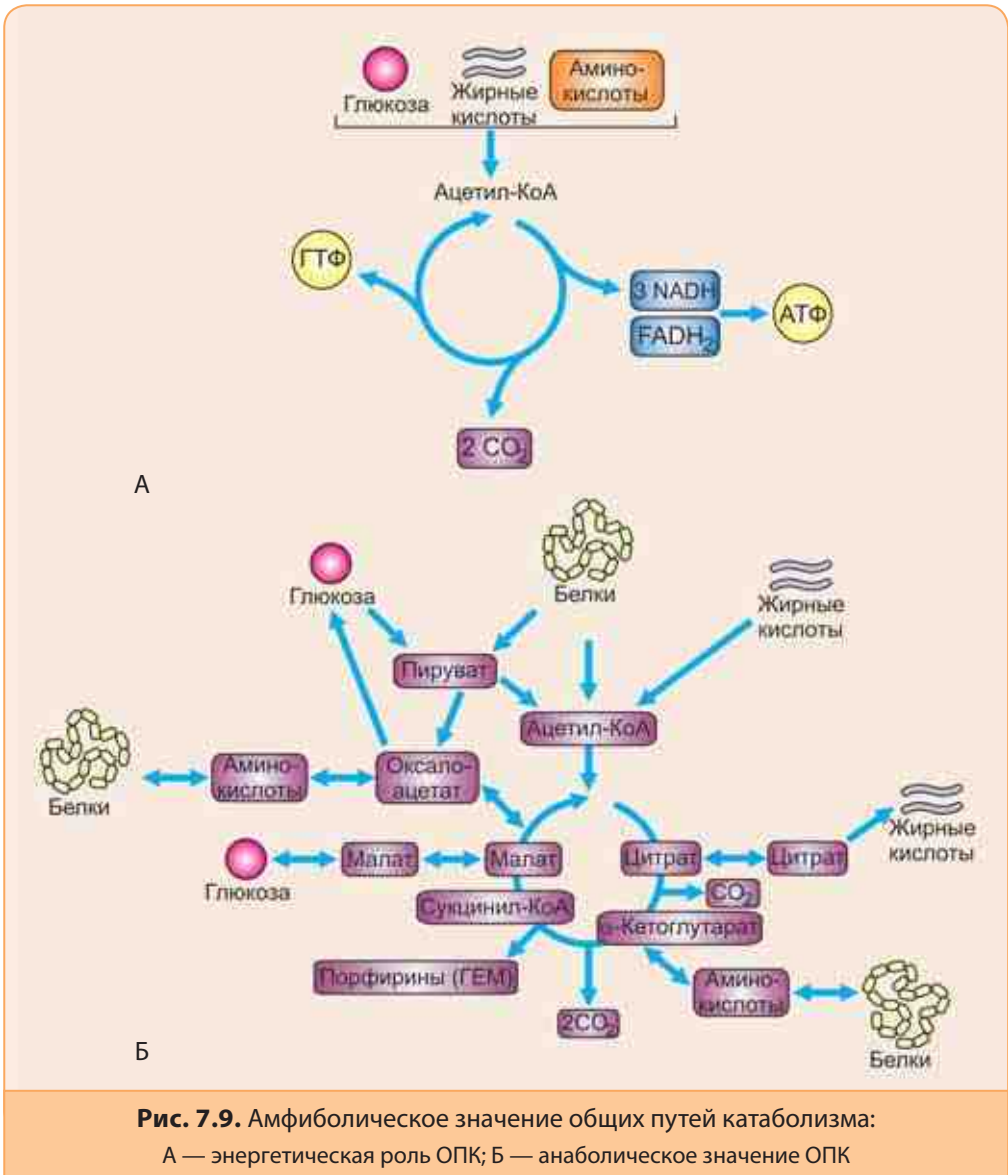 Глюкоза
Жирные
кислоты
Амино-
кислоты
Ацетил-КоА
ГТФ
3 NADH
FADH₂
АТФ
2 CO₂
А
Глюкоза
Белки
Жирные
кислоты
Пируват
Ацетил-КоА
Белки
Амино-
кислоты
Оксало-
ацетат
Глюкоза
Малат
Малат
Цитрат
Цитрат
Жирные
кислоты
CO₂
Сукцинил-КоА
α-Кетоглутарат
Порфирины (ГЕМ)
2CO₂
Амино-
кислоты
Белки
Б
Рис. 7.9. Амфиболическое значение общих путей катаболизма:
А — энергетическая роль ОПК; Б — анаболическое значение ОПК